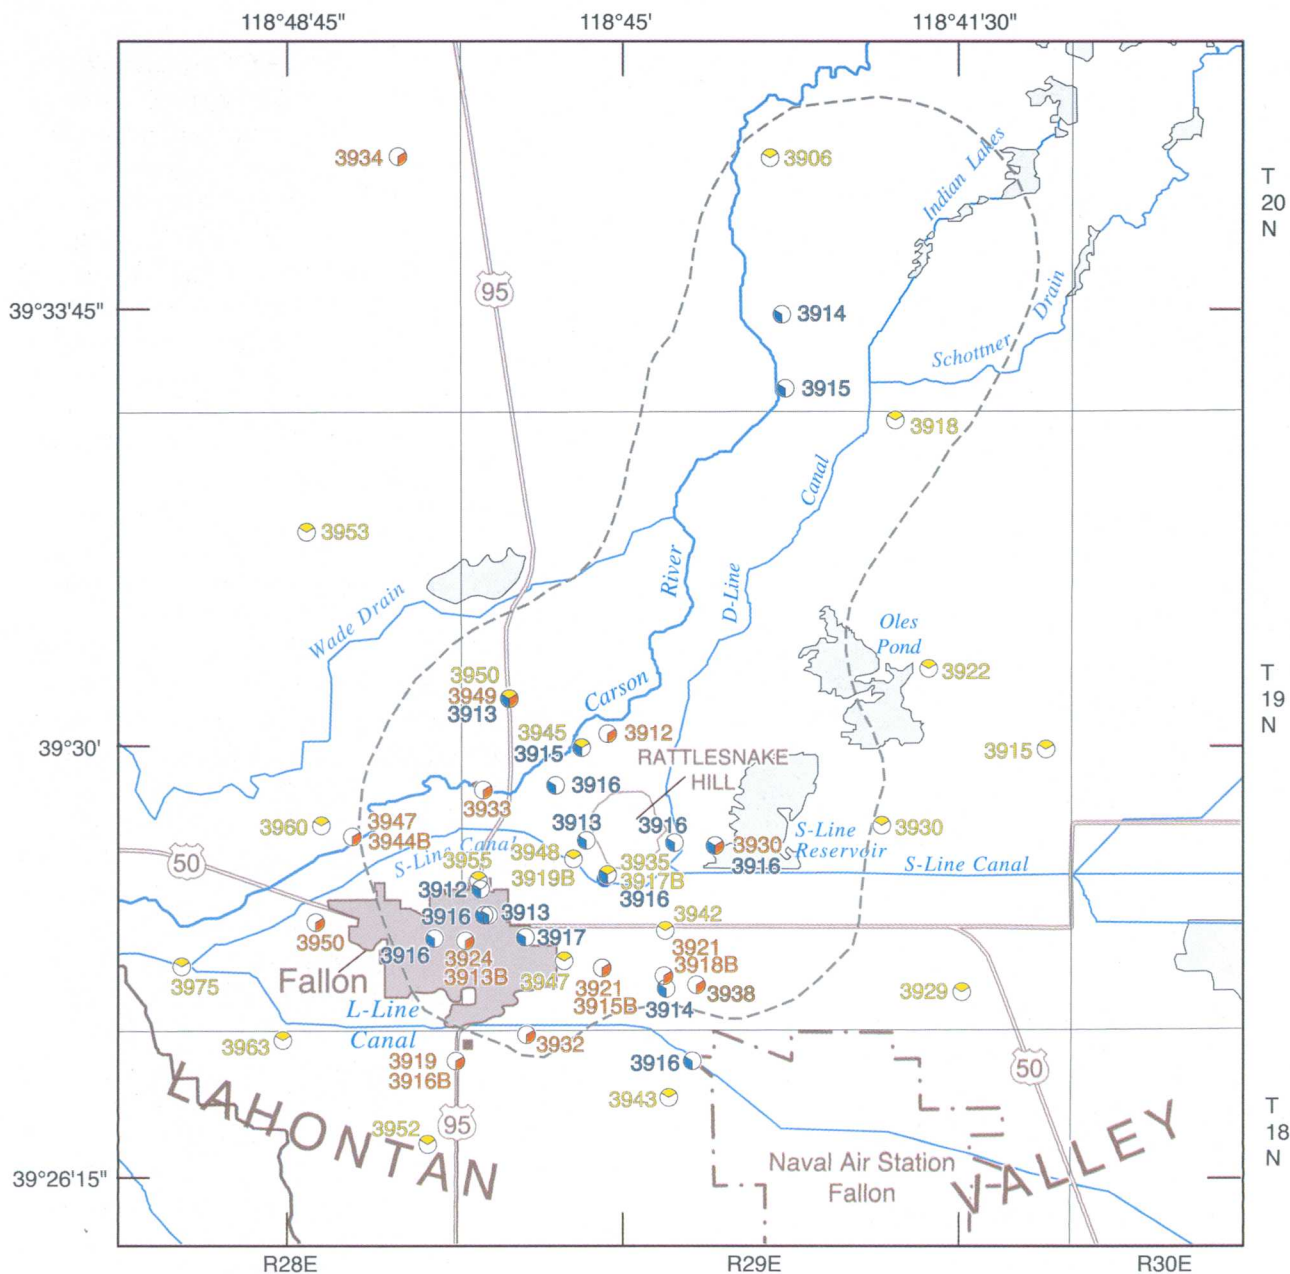 118°48'45"
118°45'
118°41'30"
3934
3906
Indian Lakes
T
20
N
95
39°33'45"
3914
Schottner
Drain
3915
3918
3953
Canal
River
D-Line
Wade Drain
Oles
Pond
3922
T
19
N
3950
3949
3913
Carson
3945
3915
3912
39°30'
3915
RATTLESNAKE
HILL
3916
3933
3960
3947
3944B
3913
3916
3930
3916
S-Line
Reservoir
3930
50
S-Line Canal
3955
3948
3919B
3935
3917B
3916
S-Line Canal
3912
3916
3913
3942
3950
3916
3924
3913B
3917
3921
3918B
3975
Fallon
3947
3921
3915B
3914
3938
3929
L-Line
Canal
3963
3932
3919
3916B
3916
50
3943
LAHONTAN
95
3952
T
18
N
39°26'15"
Naval Air Station
Fallon
VALLEY
R28E
R29E
R30E